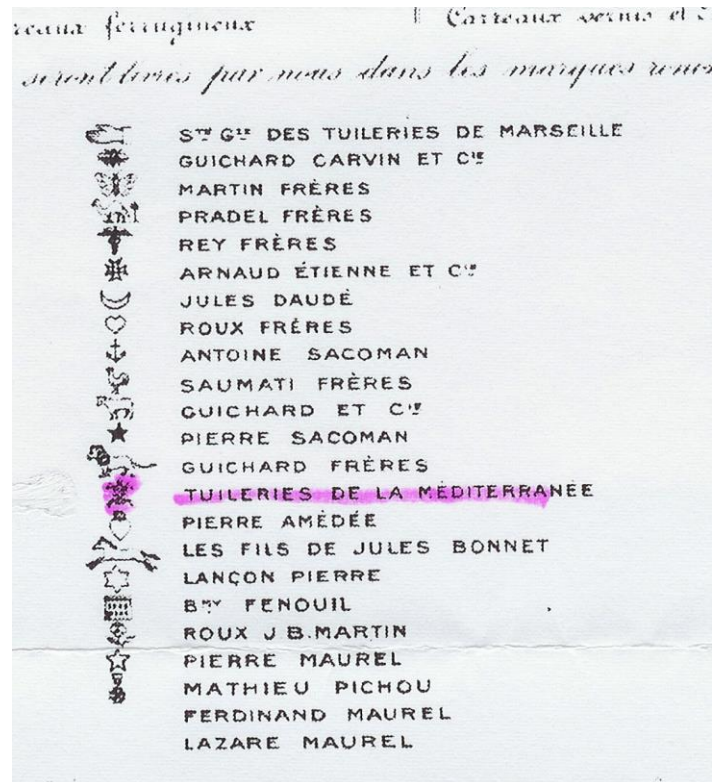 ferrugineux
Carreaux vernis et
seront livrés par nous dans les marques
STÉ GLE DES TUILERIES DE MARSEILLE
GUICHARD CARVIN ET CIE
MARTIN FRÈRES
PRADEL FRÈRES
REY FRÈRES
ARNAUD ÉTIENNE ET CIE
JULES DAUDÉ
ROUX FRÈRES
ANTOINE SACOMAN
SAUMATI FRÈRES
GUICHARD ET CIE
PIERRE SACOMAN
GUICHARD FRÈRES
TUILERIES DE LA MÉDITERRANÉE
PIERRE AMÉDÉE
LES FILS DE JULES BONNET
LANÇON PIERRE
BMY FENOUIL
ROUX J B.MARTIN
PIERRE MAUREL
MATHIEU PICHOU
FERDINAND MAUREL
LAZARE MAUREL